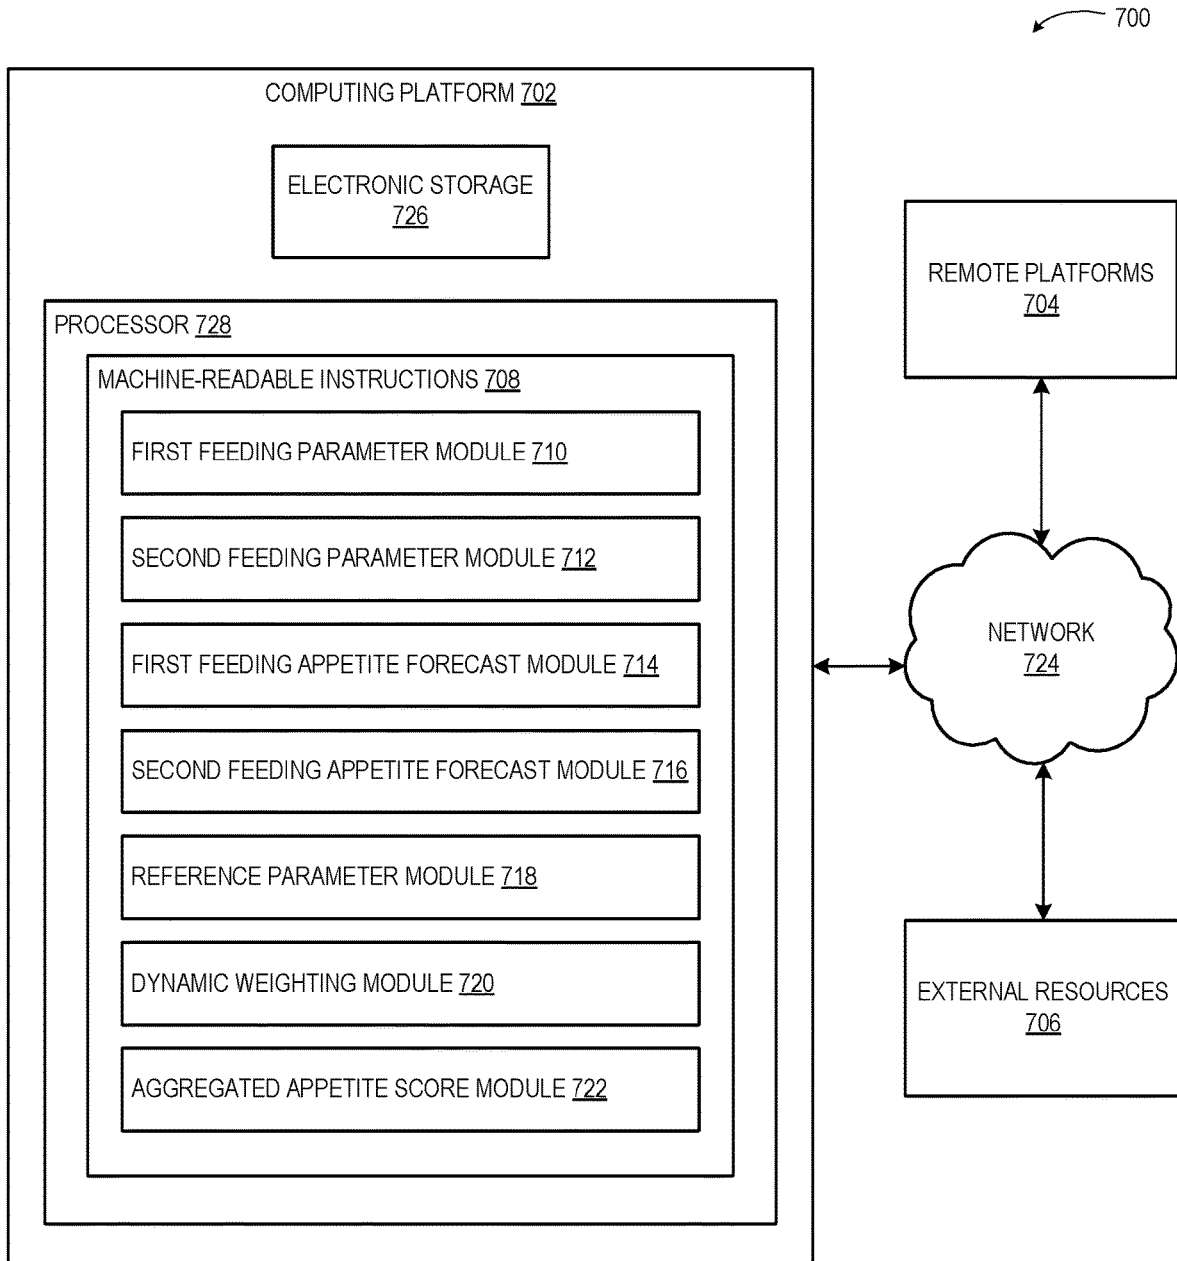 700
COMPUTING PLATFORM 702
ELECTRONIC STORAGE
726
PROCESSOR 728
MACHINE-READABLE INSTRUCTIONS 708
FIRST FEEDING PARAMETER MODULE 710
SECOND FEEDING PARAMETER MODULE 712
FIRST FEEDING APPETITE FORECAST MODULE 714
SECOND FEEDING APPETITE FORECAST MODULE 716
REFERENCE PARAMETER MODULE 718
DYNAMIC WEIGHTING MODULE 720
AGGREGATED APPETITE SCORE MODULE 722
REMOTE PLATFORMS
704
NETWORK
724
EXTERNAL RESOURCES
706